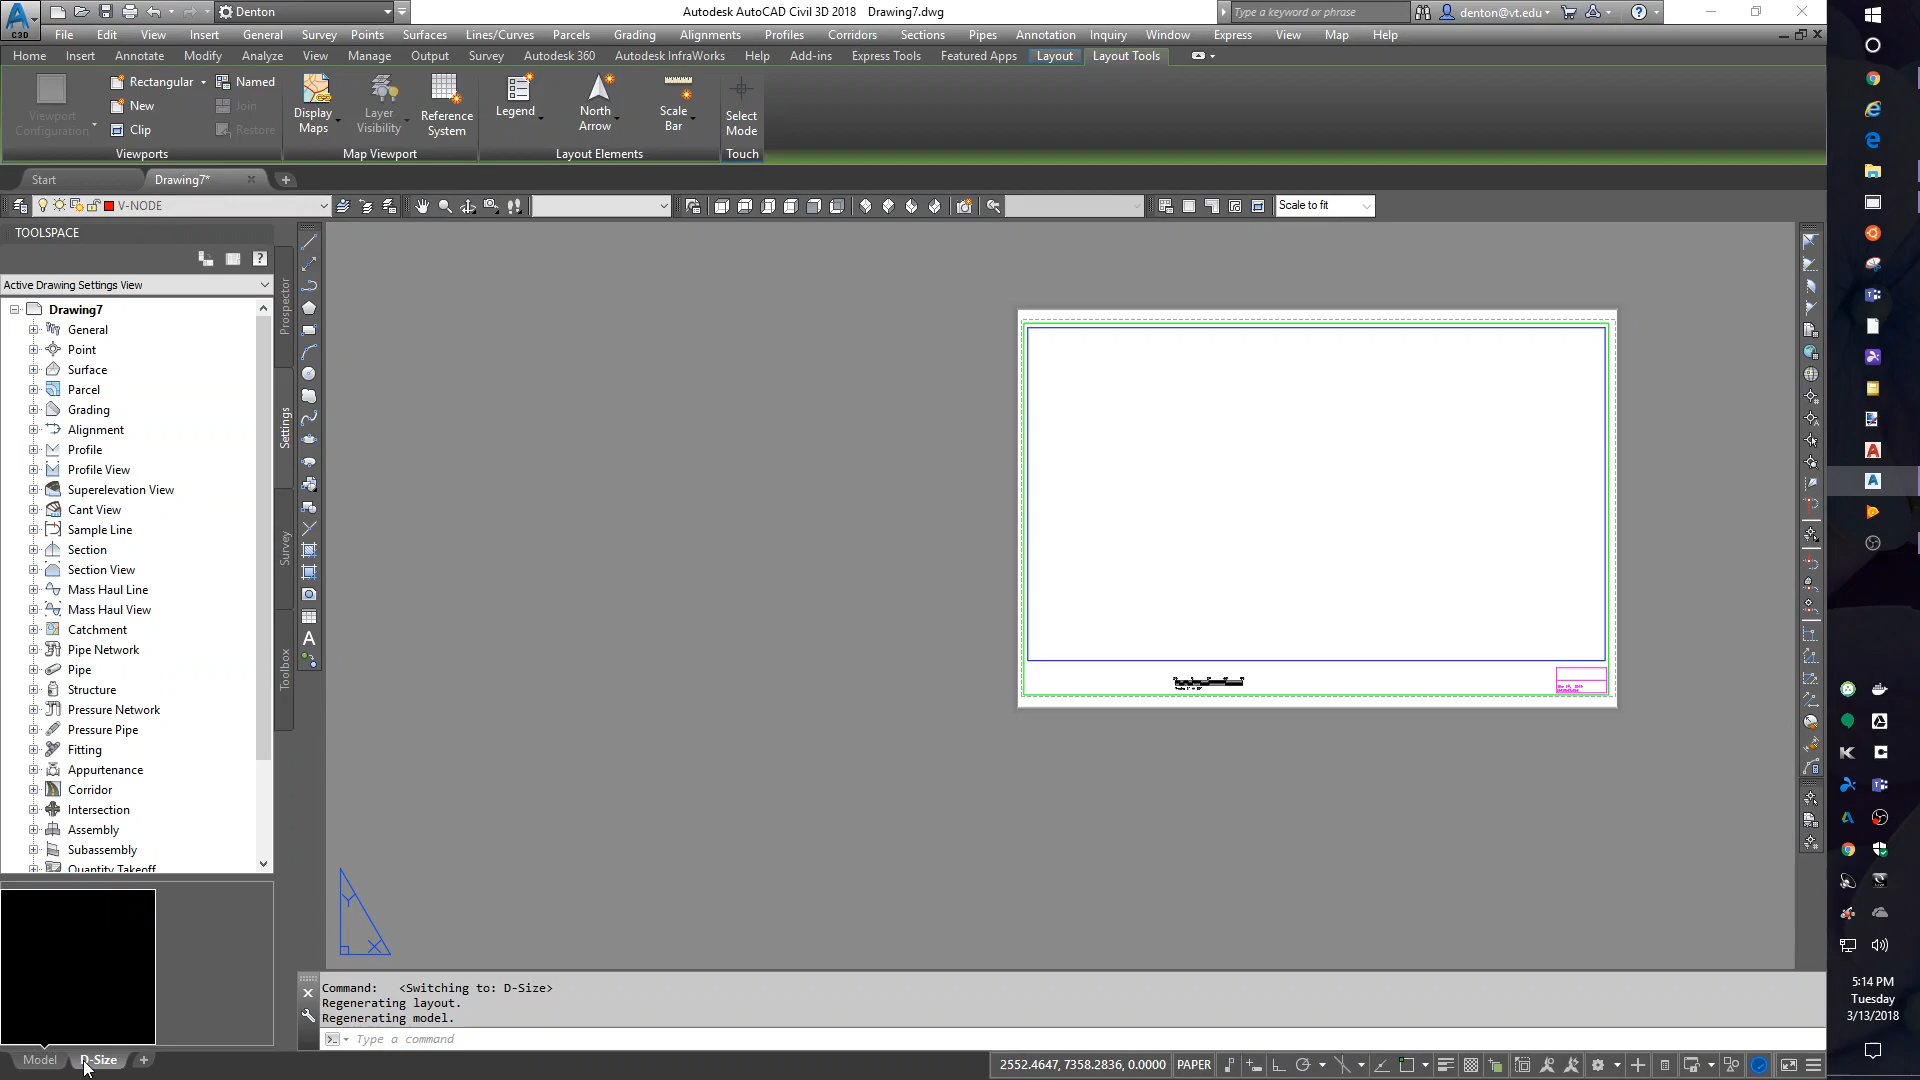 Denton
Autodesk AutoCAD Civil 3D 2018 Drawing7.dwg
Type a keyword or phrase
denton@vt.edu
C3D
File Edit View Insert General Survey Points Surfaces Lines/Curves Parcels Grading Alignments Profiles Corridors Sections Pipes Annotation Inquiry Window Express View Map Help
Home Insert Annotate Modify Analyze View Manage Output Survey Autodesk 360 Autodesk InfraWorks Help Add-ins Express Tools Featured Apps Layout Layout Tools
Viewport Configuration
Rectangular
New
Clip
Named
Join
Restore
Display Maps
Layer Visibility
Reference System
Legend
North Arrow
Scale Bar
Select Mode
Viewports Map Viewport Layout Elements Touch
Start Drawing7*
V-NODE
Scale to fit
TOOLSPACE
Active Drawing Settings View
Drawing7
General
Point
Surface
Parcel
Grading
Alignment
Profile
Profile View
Superelevation View
Cant View
Sample Line
Section
Section View
Mass Haul Line
Mass Haul View
Catchment
Pipe Network
Pipe
Structure
Pressure Network
Pressure Pipe
Fitting
Appurtenance
Corridor
Intersection
Assembly
Subassembly
Quantity Takeoff
Prospector
Settings
Survey
Toolbox
Y
X
Command: <Switching to: D-Size>
Regenerating layout.
Regenerating model.
Type a command
Model D-Size
2552.4647, 7358.2836, 0.0000 PAPER
5:14 PM
Tuesday
3/13/2018